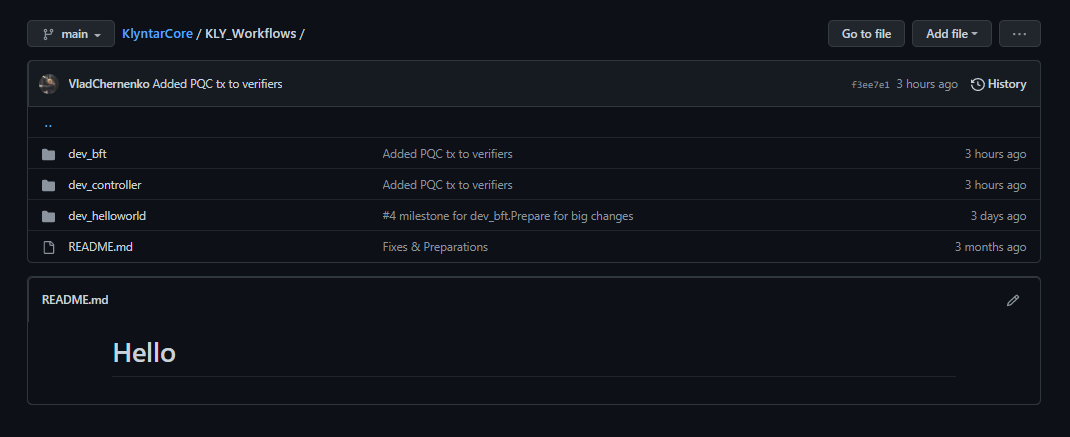 main KlyntarCore / KLY_Workflows / Go to file Add file ...
VladChernenko Added PQC tx to verifiers f3ee7e1 3 hours ago History
..
dev_bft Added PQC tx to verifiers 3 hours ago
dev_controller Added PQC tx to verifiers 3 hours ago
dev_helloworld #4 milestone for dev_bft.Prepare for big changes 3 days ago
README.md Fixes & Preparations 3 months ago
README.md
Hello